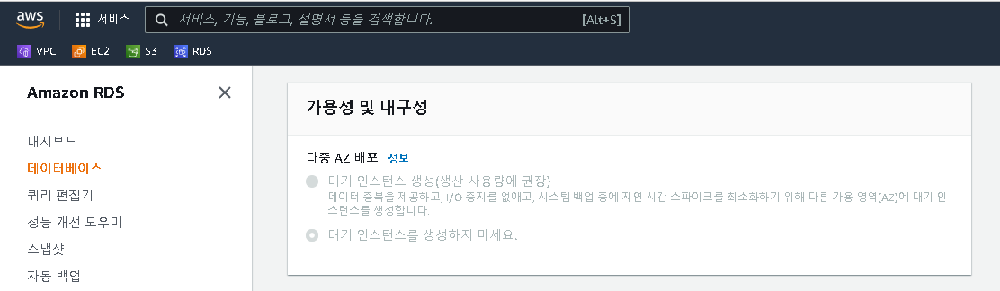 aws
서비스
서비스, 기능, 블로그, 설명서 등을 검색합니다.
[Alt+S]
VPC
EC2
S3
RDS
Amazon RDS
대시보드
데이터베이스
쿼리 편집기
성능 개선 도우미
스냅샷
자동 백업
가용성 및 내구성
다중 AZ 배포 정보
대기 인스턴스 생성(생산 사용량에 권장)
데이터 중복을 제공하고, I/O 중지를 없애고, 시스템 백업 중에 지연 시간 스파이크를 최소화하기 위해 다른 가용 영역(AZ)에 대기 인
스턴스를 생성합니다.
대기 인스턴스를 생성하지 마세요.